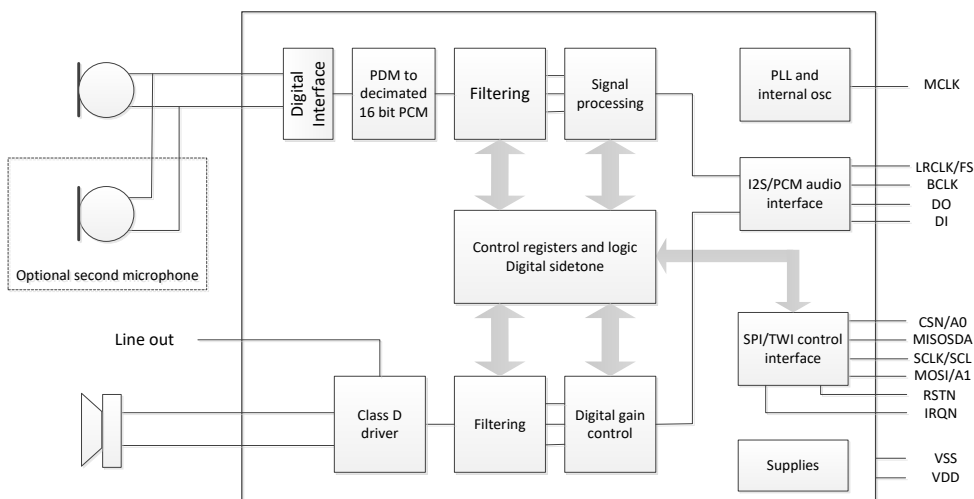 Digital
Interface
PDM to
decimated
16 bit PCM
Filtering
Signal
processing
PLL and
internal osc
MCLK
I2S/PCM audio
interface
LRCLK/FS
BCLK
DO
DI
Optional second microphone
Control registers and logic
Digital sidetone
SPI/TWI control
interface
CSN/A0
MISOSDA
SCLK/SCL
MOSI/A1
RSTN
IRQN
Line out
Class D
driver
Filtering
Digital gain
control
Supplies
VSS
VDD